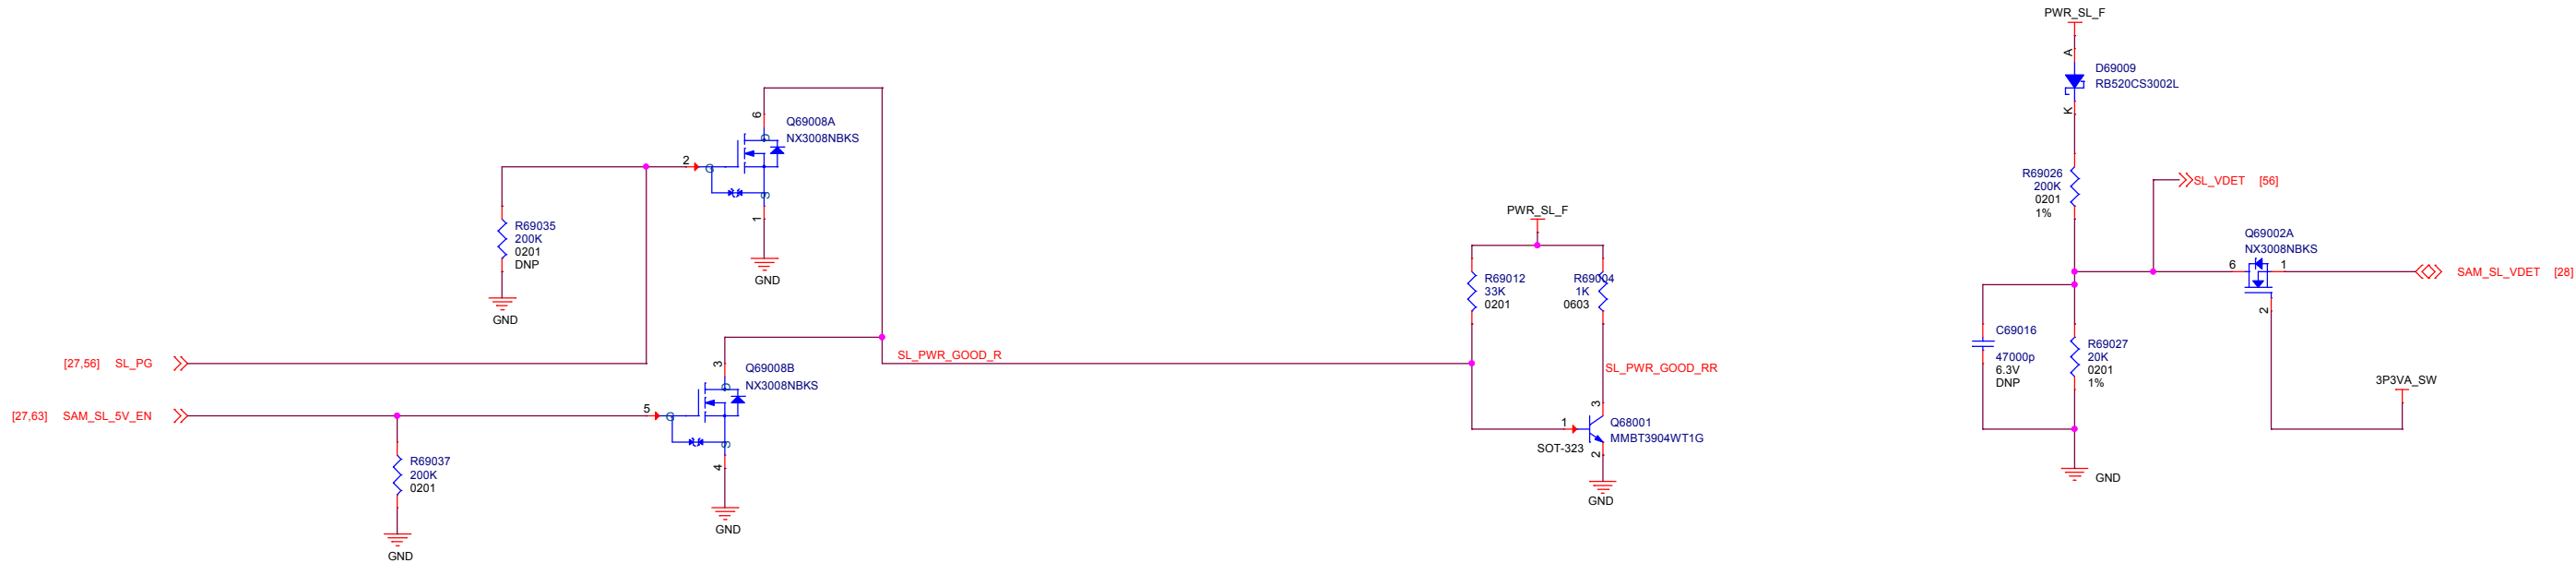 PWR_SL_F
A
D69009
RB520CS3002L
K
6
D
Q69008A
NX3008NBKS
2
G
S
1
GND
R69035
200K
0201
DNP
GND
R69026
200K
0201
1%
SL_VDET [56]
PWR_SL_F
Q69002A
NX3008NBKS
6
1
SAM_SL_VDET [28]
2
R69012
33K
0201
R69004
1K
0603
C69016
47000p
6.3V
DNP
R69027
20K
0201
1%
3P3VA_SW
GND
[27,56] SL_PG
SL_PWR_GOOD_R
SL_PWR_GOOD_RR
3
D
Q69008B
NX3008NBKS
[27,63] SAM_SL_5V_EN
5
G
S
4
GND
R69037
200K
0201
GND
3
1
Q68001
MMBT3904WT1G
SOT-323
2
GND